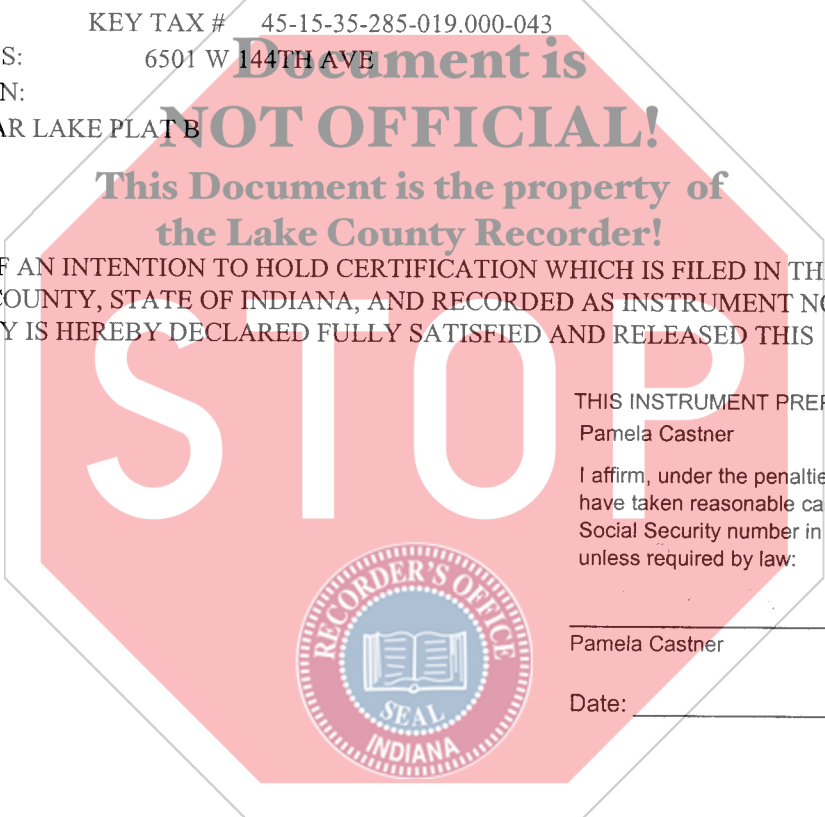 KEY TAX # 45-15-35-285-019.000-043
S: 6501 W 144TH AVE
N:
AR LAKE PLAT B
Document is
NOT OFFICIAL!
This Document is the property of
the Lake County Recorder!
F AN INTENTION TO HOLD CERTIFICATION WHICH IS FILED IN TH
COUNTY, STATE OF INDIANA, AND RECORDED AS INSTRUMENT NO
Y IS HEREBY DECLARED FULLY SATISFIED AND RELEASED THIS
STOP
THIS INSTRUMENT PREP
Pamela Castner
I affirm, under the penaltie
have taken reasonable ca
Social Security number in
unless required by law:
Pamela Castner
Date:
RECORDER'S OFFICE
SEAL
INDIANA